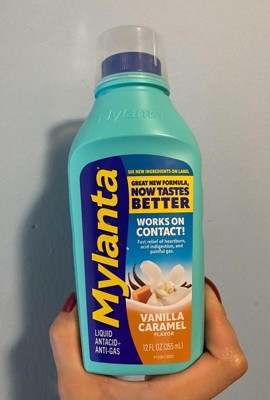 Mylanta
SEE NEW INGREDIENTS ON LABEL
GREAT NEW FORMULA,
NOW TASTES
BETTER
WORKS ON
CONTACT!
Fast relief of heartburn,
acid indigestion, and
painful gas.
Mylanta
LIQUID
ANTACID+
ANTI-GAS
VANILLA
CARAMEL
FLAVOR
12 FL OZ (355 mL)